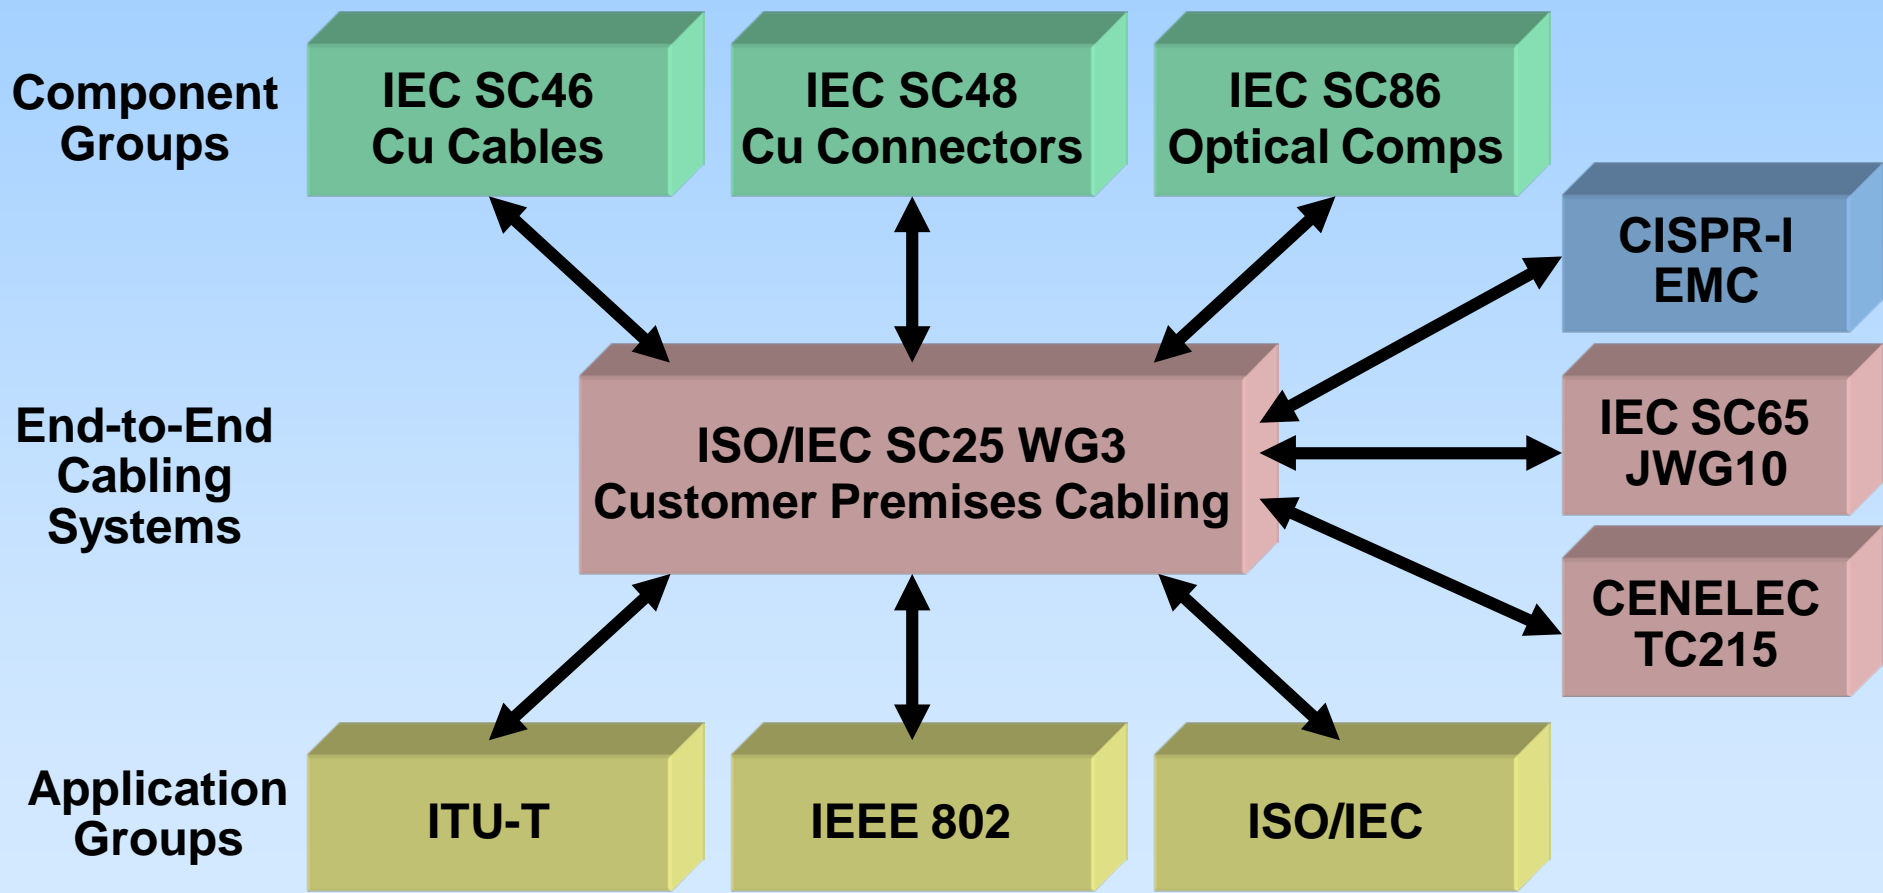 Component
Groups
IEC SC46
Cu Cables
IEC SC48
Cu Connectors
IEC SC86
Optical Comps
CISPR-I
EMC
End-to-End
Cabling
Systems
ISO/IEC SC25 WG3
Customer Premises Cabling
IEC SC65
JWG10
CENELEC
TC215
Application
Groups
ITU-T
IEEE 802
ISO/IEC